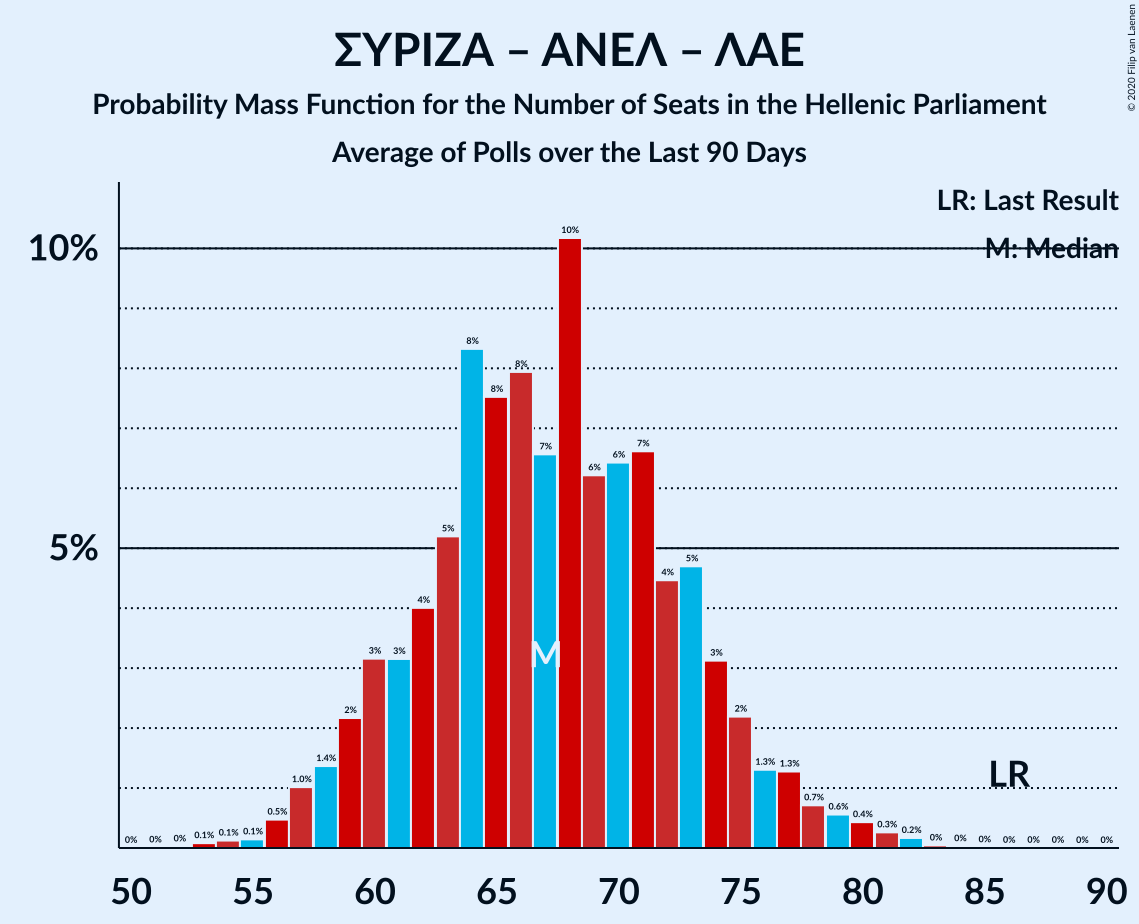 © 2020 Filip van Laenen
ΣΥΡΙΖΑ – ΑΝΕΛ – ΛΑΕ
Probability Mass Function for the Number of Seats in the Hellenic Parliament
Average of Polls over the Last 90 Days
LR: Last Result
M: Median
10%
5%
0% 0% 0% 0.1% 0.1% 0.1% 0.5% 1.0% 1.4% 2% 3% 3% 4% 5% 8% 8% 8% 7% 10% 6% 6% 7% 4% 5% 3% 2% 1.3% 1.3% 0.7% 0.6% 0.4% 0.3% 0.2% 0% 0% 0% 0% 0% 0% 0% 0%
M
LR
50 55 60 65 70 75 80 85 90